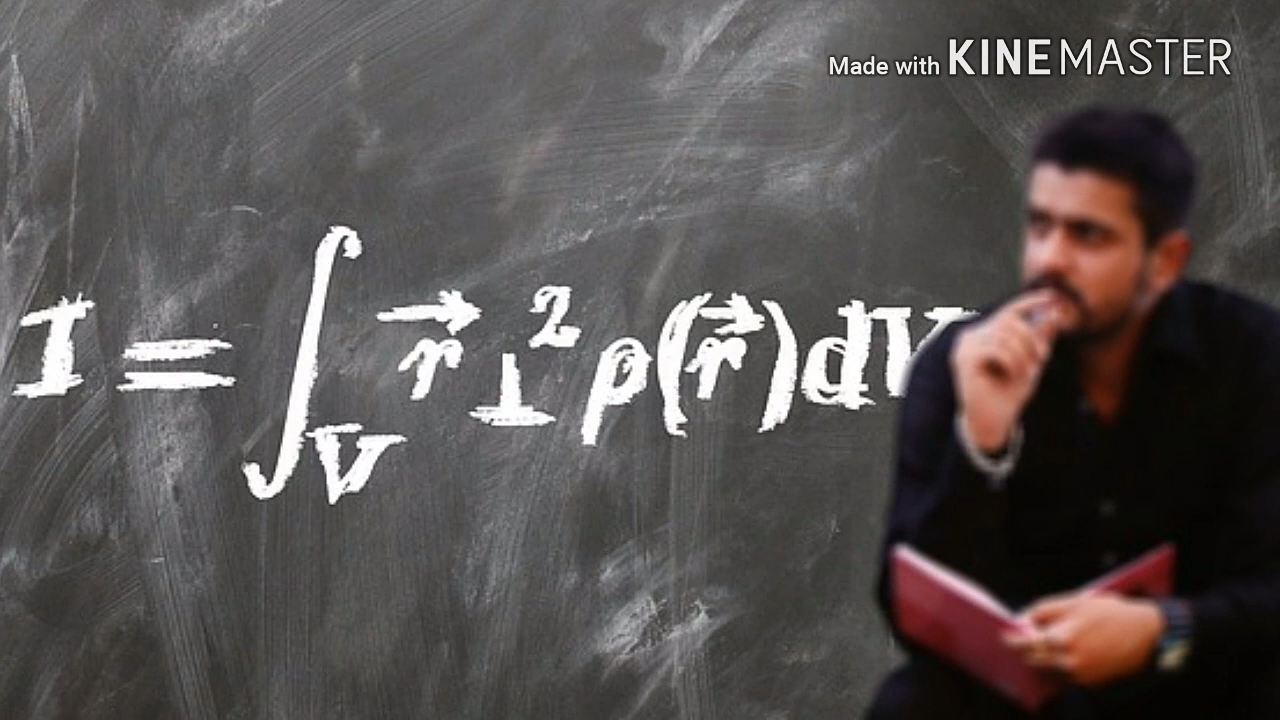 Made with KINEMASTER
I = ∫_V r⃗⊥² ρ(r⃗)dV